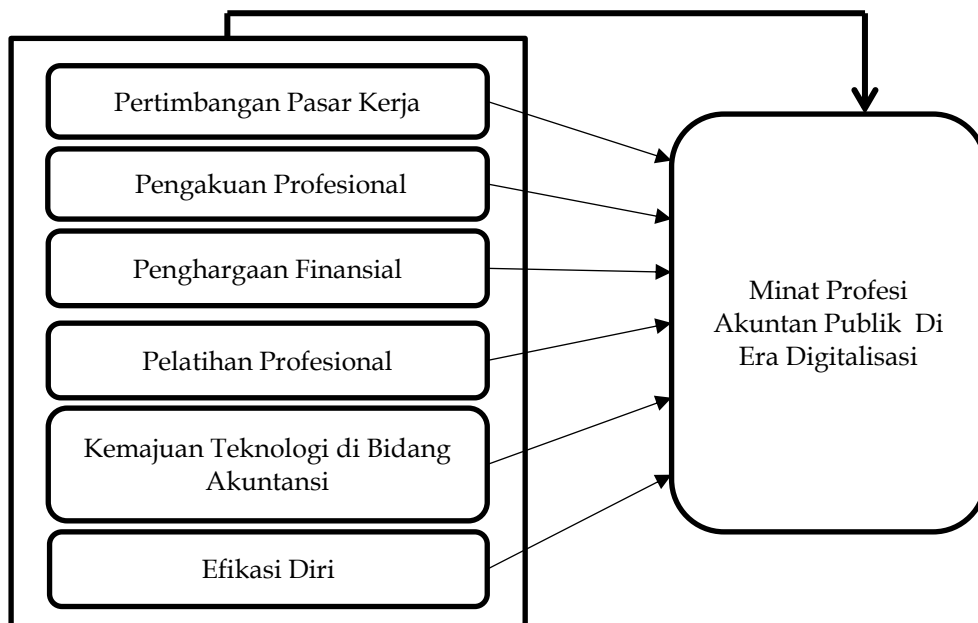 Pertimbangan Pasar Kerja
Pengakuan Profesional
Penghargaan Finansial
Pelatihan Profesional
Kemajuan Teknologi di Bidang
Akuntansi
Efikasi Diri
Minat Profesi
Akuntan Publik Di
Era Digitalisasi